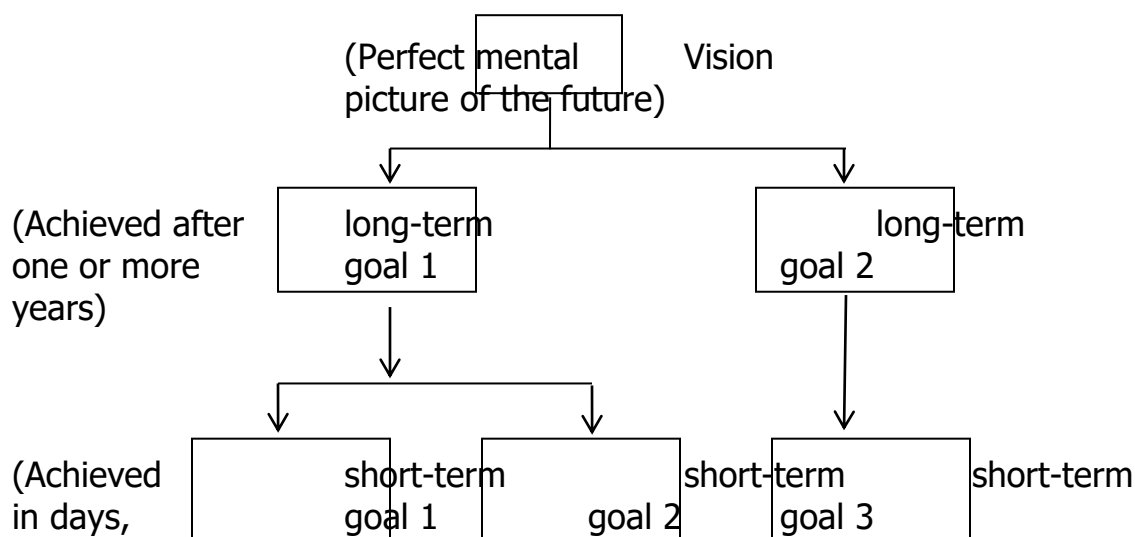 (Perfect mental Vision
picture of the future)
(Achieved after long-term long-term
one or more goal 1 goal 2
years)
(Achieved short-term short-term short-term
in days, goal 1 goal 2 goal 3